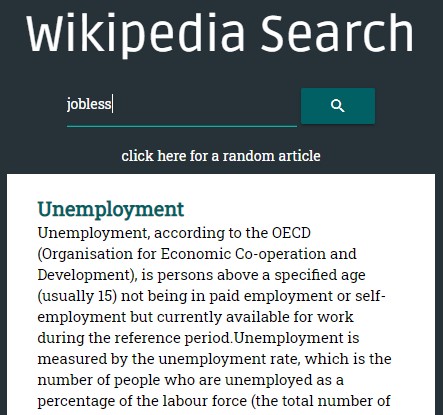 Wikipedia Search
jobless
click here for a random article
Unemployment
Unemployment, according to the OECD
(Organisation for Economic Co-operation and
Development), is persons above a specified age
(usually 15) not being in paid employment or self-
employment but currently available for work
during the reference period.Unemployment is
measured by the unemployment rate, which is the
number of people who are unemployed as a
percentage of the labour force (the total number of